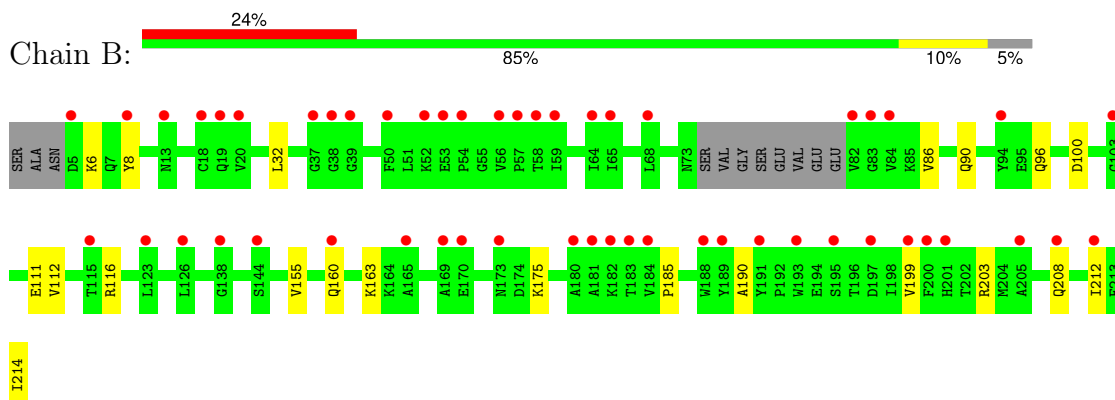 24%
Chain B:
85% 10% 5%
SER ALA ASN D5 K6 Q7 Y8 N13 C18 Q19 V20 L32 G37 G38 G39 F50 L51 K52 E53 P54 G55 V56 P57 T58 I59 I64 I65 L68 N73 SER VAL GLY SER GLU VAL GLU GLU V82 G83 V84 K85 V86 Q90 Y94 E95 Q96 D100
E111 V112 T115 R116 L123 L126 G138 S144 V155 Q160 K163 K164 A165 A169 E170 N173 D174 K175 A180 A181 K182 T183 V184 P185 W188 Y189 A190 Y191 P192 W193 E194 S195 T196 D197 I198 V199 F200 H201 T202 R203 M204 A205 Q208 I212
I214